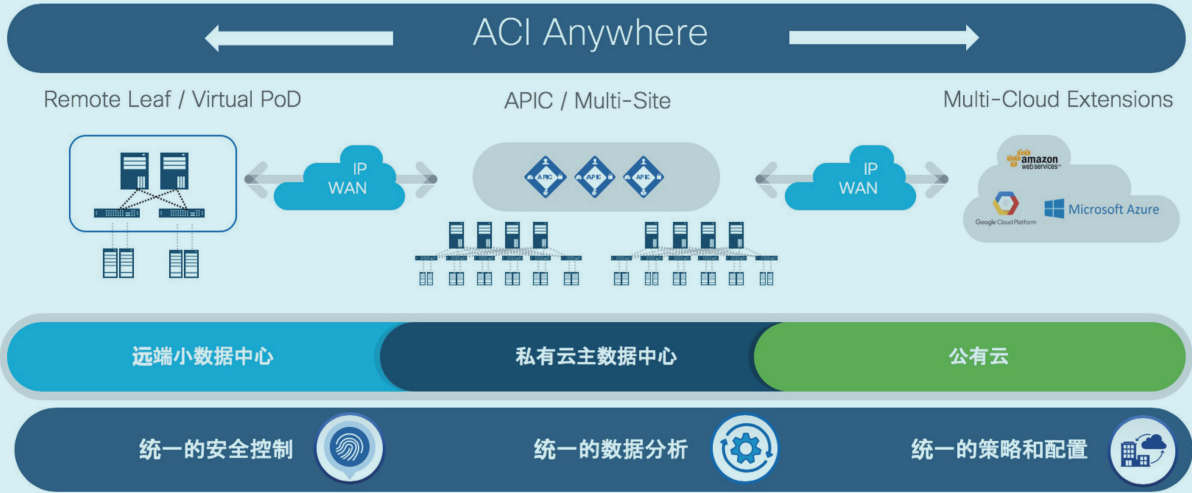 ACI Anywhere
Remote Leaf / Virtual PoD
APIC / Multi-Site
Multi-Cloud Extensions
IP
WAN
APIC
APIC
APIC
IP
WAN
amazon
web services™
Google Cloud Platform
Microsoft Azure
远端小数据中心
私有云主数据中心
公有云
统一的安全控制
统一的数据分析
统一的策略和配置